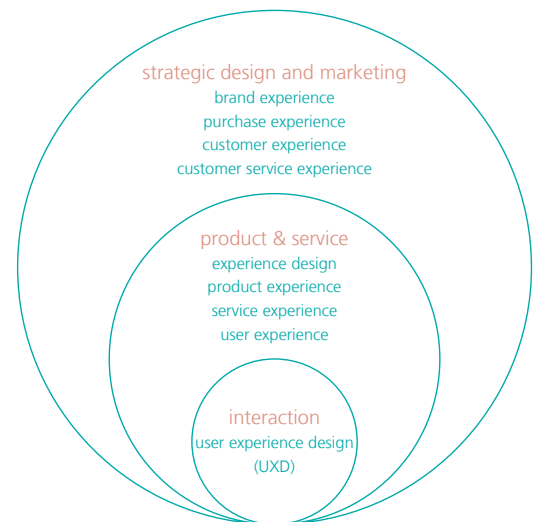 strategic design and marketing
brand experience
purchase experience
customer experience
customer service experience
product & service
experience design
product experience
service experience
user experience
interaction
user experience design
(UXD)